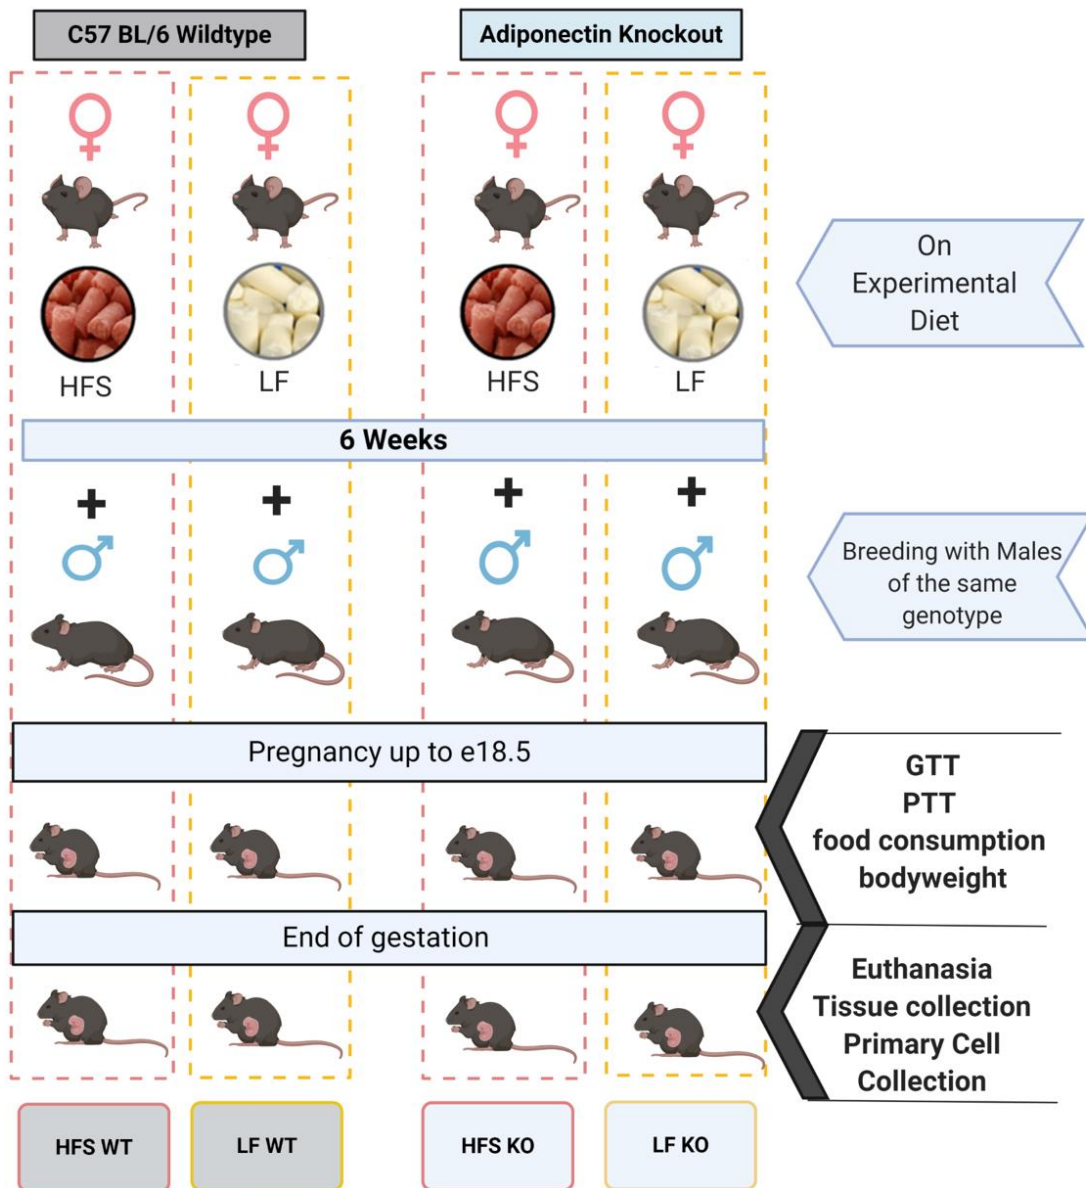 C57 BL/6 Wildtype
Adiponectin Knockout
HFS
LF
HFS
LF
On
Experimental
Diet
6 Weeks
+
+
+
+
Breeding with Males
of the same
genotype
Pregnancy up to e18.5
GTT
PTT
food consumption
bodyweight
End of gestation
Euthanasia
Tissue collection
Primary Cell
Collection
HFS WT
LF WT
HFS KO
LF KO